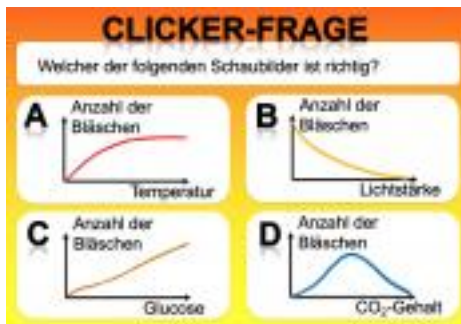 CLICKER-FRAGE
Welcher der folgenden Schaubilder ist richtig?
A
Anzahl der
Bläschen
Temperatur
B
Anzahl der
Bläschen
Lichtstärke
C
Anzahl der
Bläschen
Glucose
D
Anzahl der
Bläschen
CO₂-Gehalt